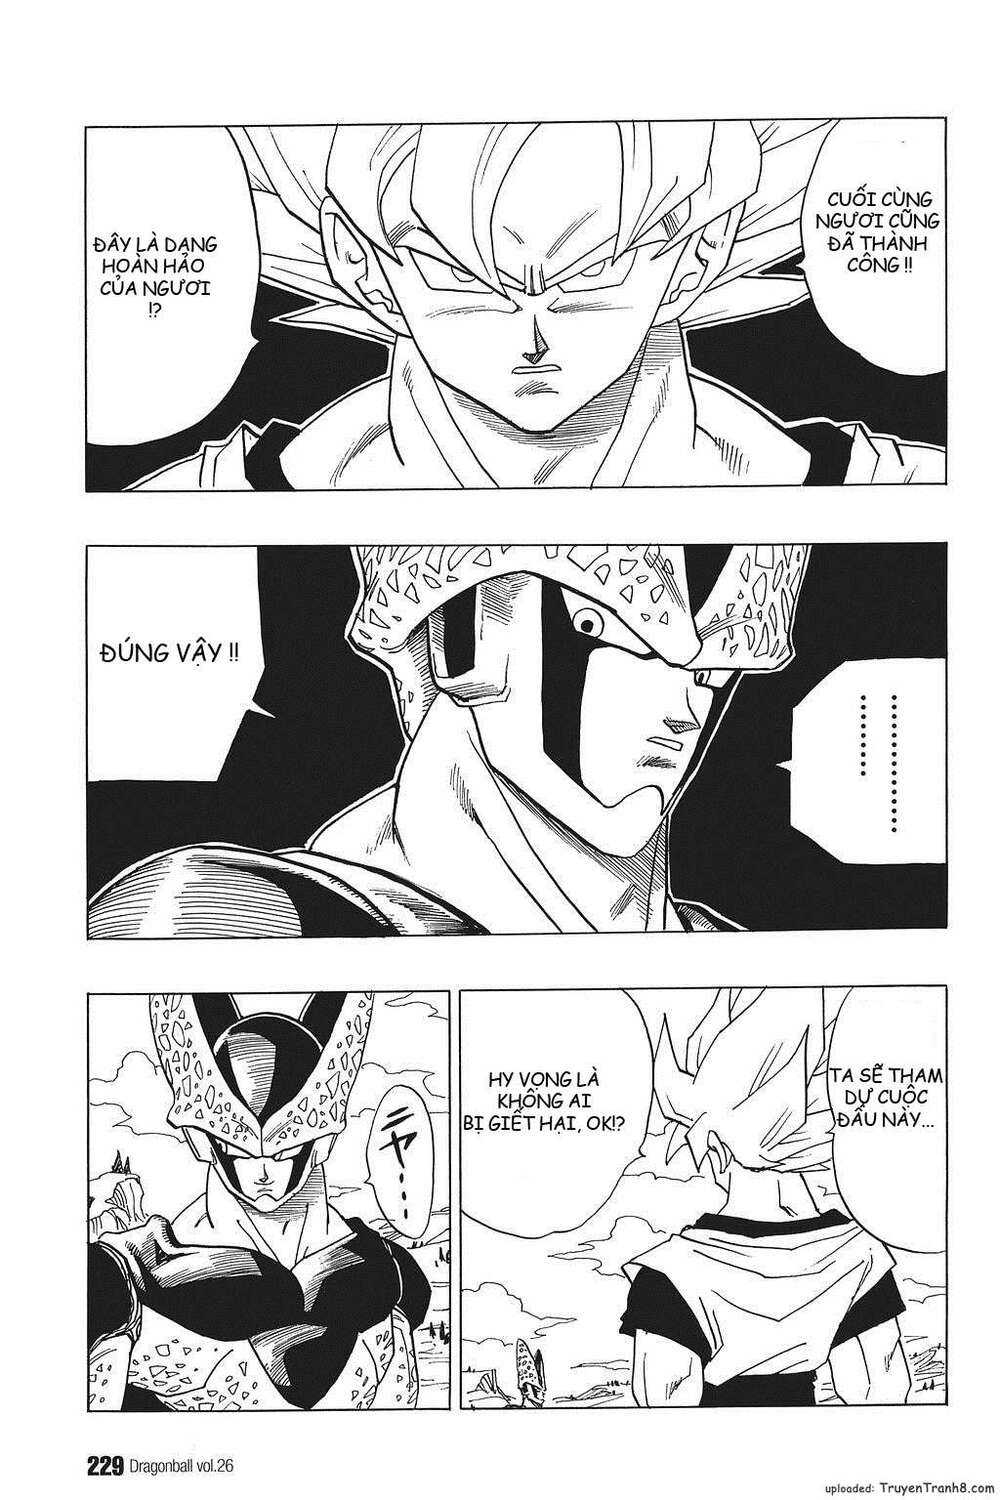 CUỐI CÙNG
NGƯƠI CŨNG
ĐÃ THÀNH
CÔNG !!
ĐÂY LÀ DẠNG
HOÀN HẢO
CỦA NGƯƠI
!?
..........
ĐÚNG VẬY !!
TA SẼ THAM
DỰ CUỘC
ĐẤU NÀY...
HY VỌNG LÀ
KHÔNG AI
BỊ GIẾT HẠI, OK!?
ニヤ・・・・
229 Dragonball vol.26
uploaded: TruyenTranh8.com